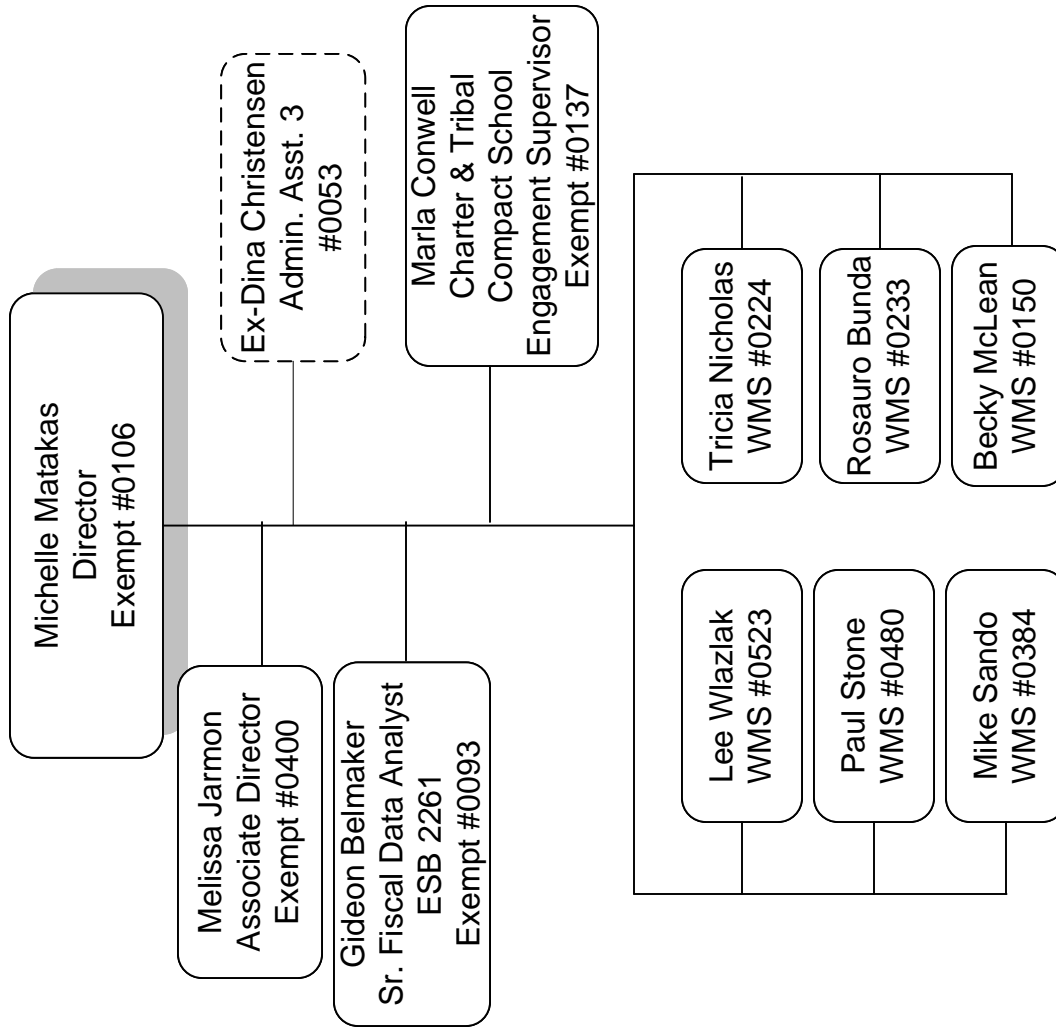 Michelle Matakas
Director
Exempt #0106
Melissa Jarmon
Associate Director
Exempt #0400
Ex-Dina Christensen
Admin. Asst. 3
#0053
Gideon Belmaker
Sr. Fiscal Data Analyst
ESB 2261
Exempt #0093
Marla Conwell
Charter & Tribal
Compact School
Engagement Supervisor
Exempt #0137
Lee Wlazlak
WMS #0523
Tricia Nicholas
WMS #0224
Paul Stone
WMS #0480
Rosauro Bunda
WMS #0233
Mike Sando
WMS #0384
Becky McLean
WMS #0150